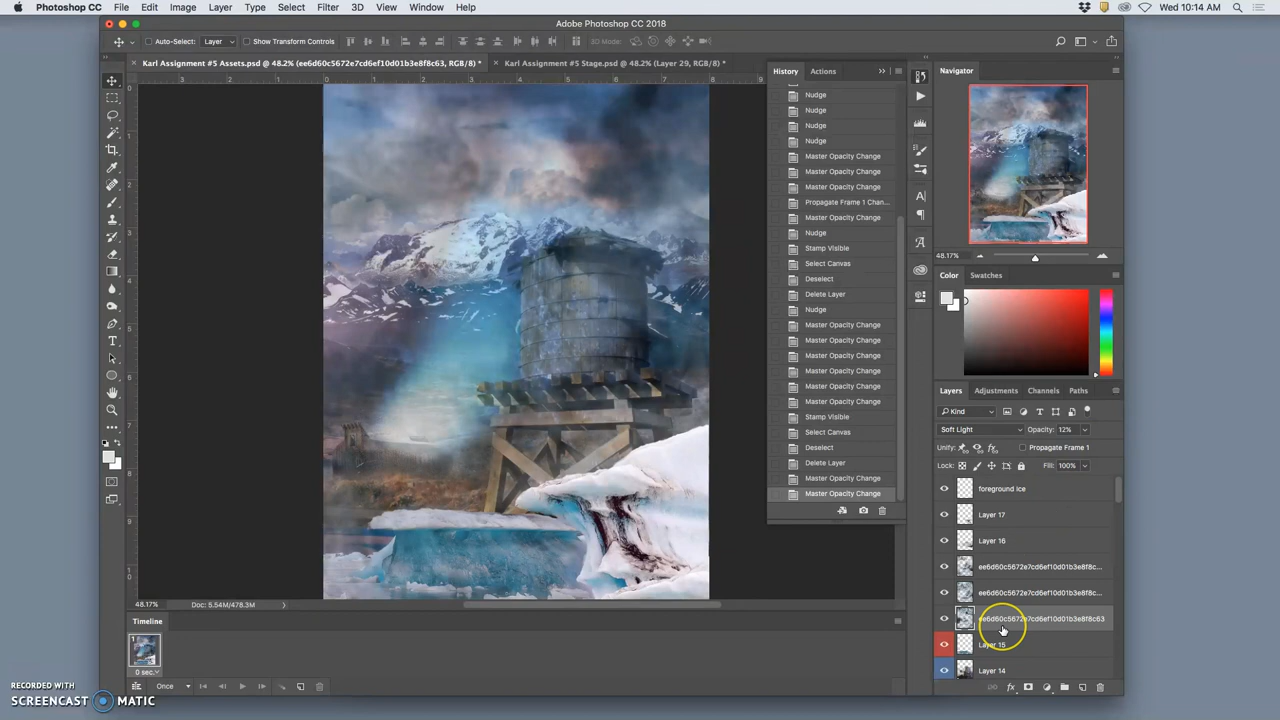 Photoshop File Edit Image Layer Type Select Filter 3D View Window Help
Wed 10:14 AM
Adobe Photoshop CC 2018
Auto-Select: Layer Show Transform Controls 3D Mode:
Karl Assignment #5 Assets.psd @ 48.2% (ee6d60c5672e7cd6ef10d01b3e8f8c63, RGB/8) *
Karl Assignment #5 Stage.psd @ 48.2% (Layer 29, RGB/8) *
History Actions
Nudge
Nudge
Nudge
Nudge
Master Opacity Change
Master Opacity Change
Master Opacity Change
Propagate Frame 1 Chan...
Master Opacity Change
Nudge
Stamp Visible
Select Canvas
Deselect
Delete Layer
Nudge
Master Opacity Change
Master Opacity Change
Master Opacity Change
Master Opacity Change
Master Opacity Change
Master Opacity Change
Stamp Visible
Select Canvas
Deselect
Delete Layer
Master Opacity Change
Master Opacity Change
Navigator
48.17%
Color Swatches
Layers Adjustments Channels Paths
Kind
Soft Light Opacity: 12%
Unify: Propagate Frame 1
Lock: Fill: 100%
foreground ice
Layer 17
Layer 16
ee6d60c5672e7cd6ef10d01b3e8f8c...
ee6d60c5672e7cd6ef10d01b3e8f8c...
ee6d60c5672e7cd6ef10d01b3e8f8c63
Layer 15
Layer 14
48.17% Doc: 5.54M/478.3M
Timeline
1
0 sec.
Once
RECORDED WITH
SCREENCAST MATIC